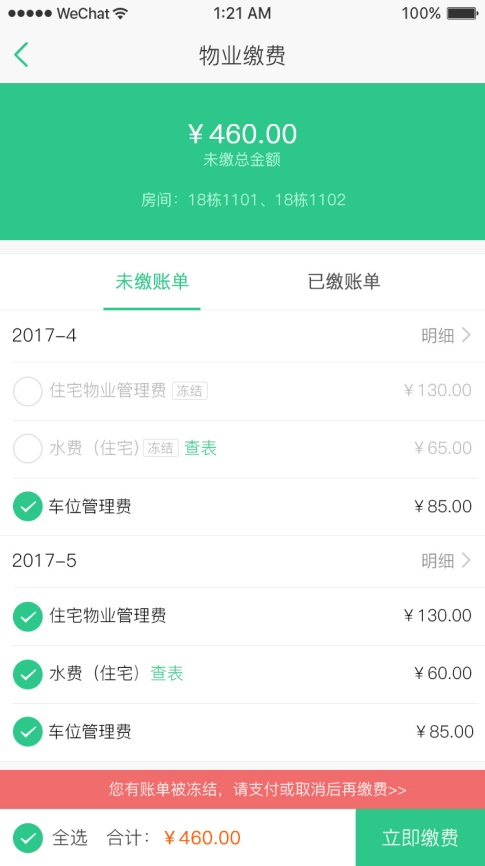 WeChat 1:21 AM 100%
物业缴费
￥460.00
未缴总金额
房间：18栋1101、18栋1102
未缴账单 已缴账单
2017-4 明细
住宅物业管理费 冻结 ￥130.00
水费（住宅） 冻结 查表 ￥65.00
车位管理费 ￥85.00
2017-5 明细
住宅物业管理费 ￥130.00
水费（住宅） 查表 ￥60.00
车位管理费 ￥85.00
您有账单被冻结，请支付或取消后再缴费>>
全选 合计：￥460.00 立即缴费